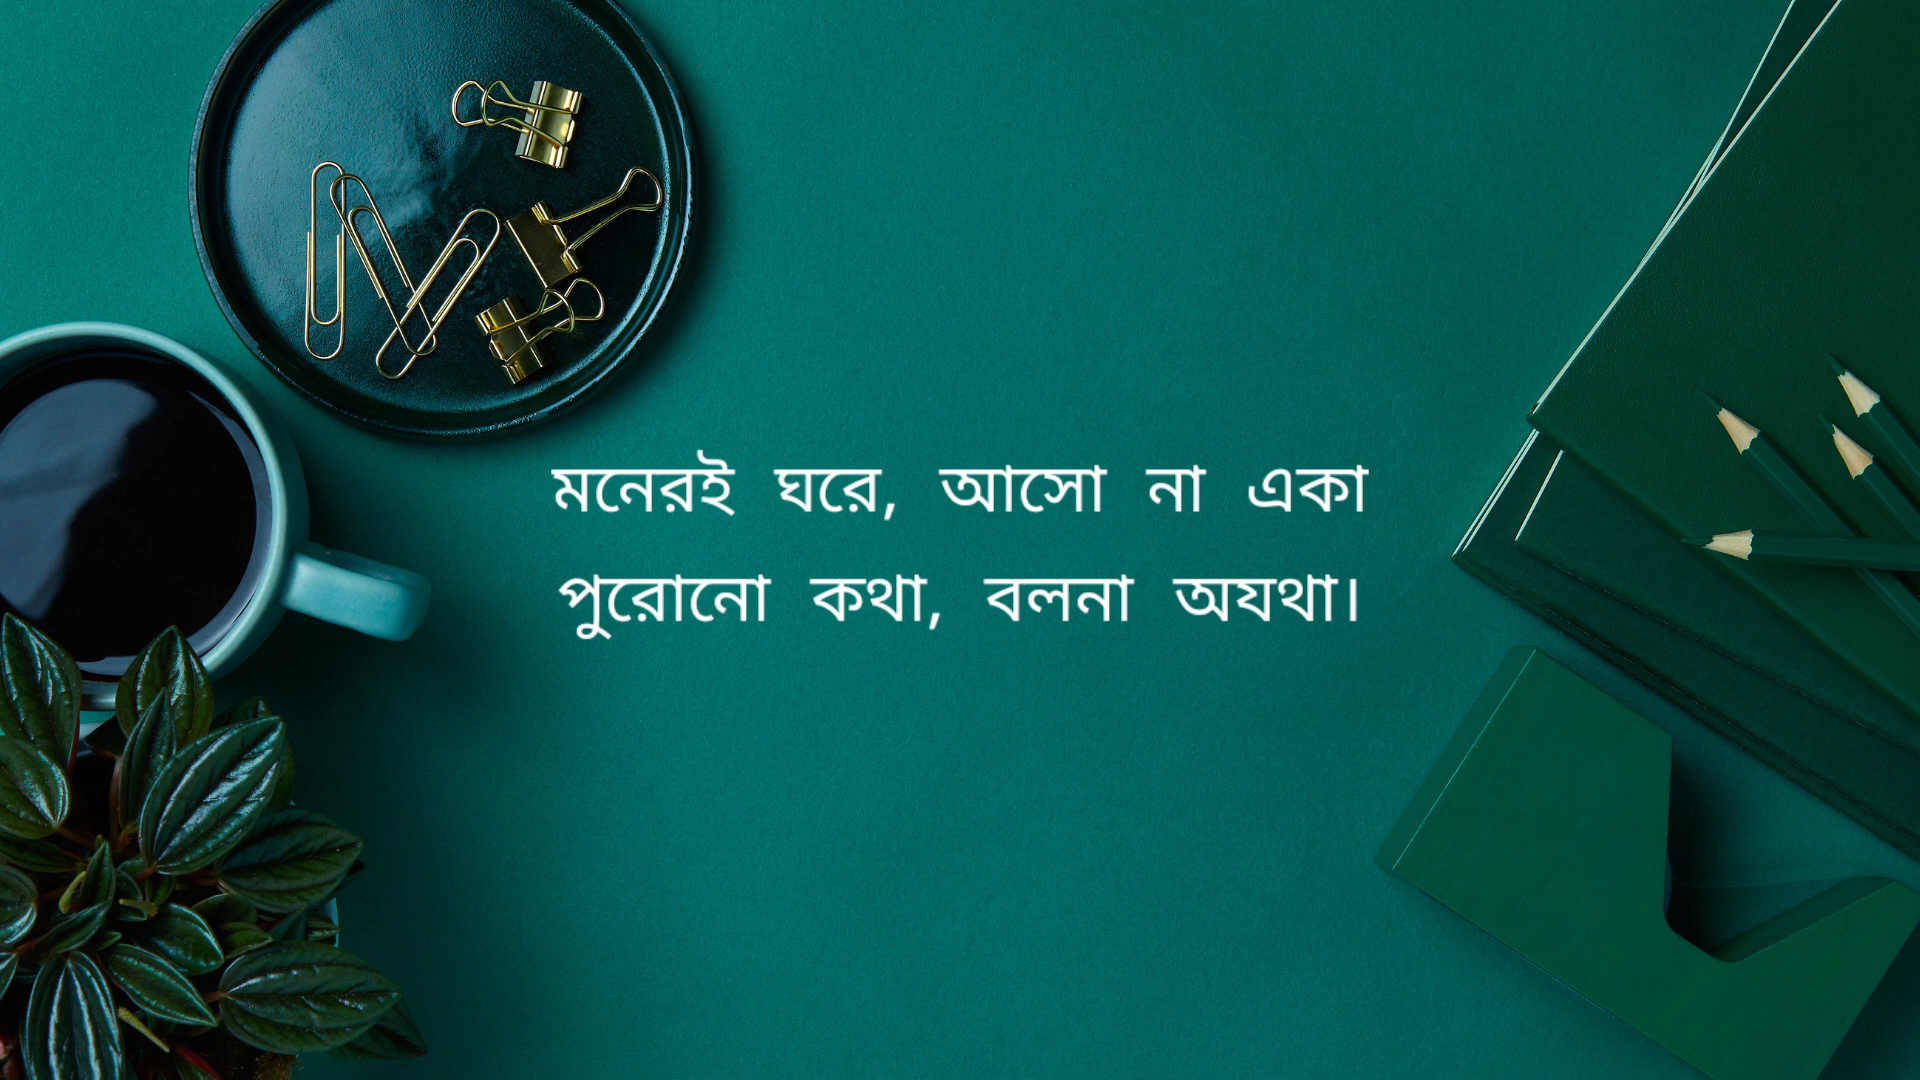 মনেরই ঘরে, আসো না একা
পুরোনো কথা, বলনা অযথা।